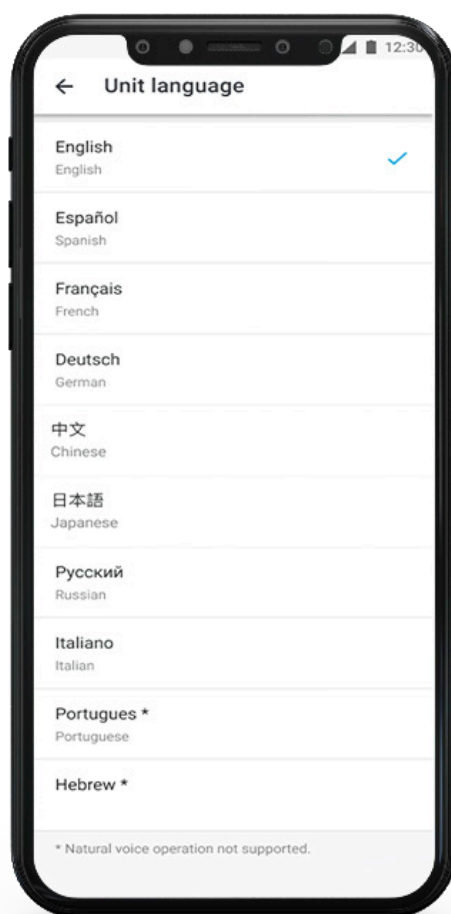 12:30
Unit language
English
English
Español
Spanish
Français
French
Deutsch
German
中文
Chinese
日本語
Japanese
Русский
Russian
Italiano
Italian
Portugues *
Portuguese
Hebrew *
* Natural voice operation not supported.